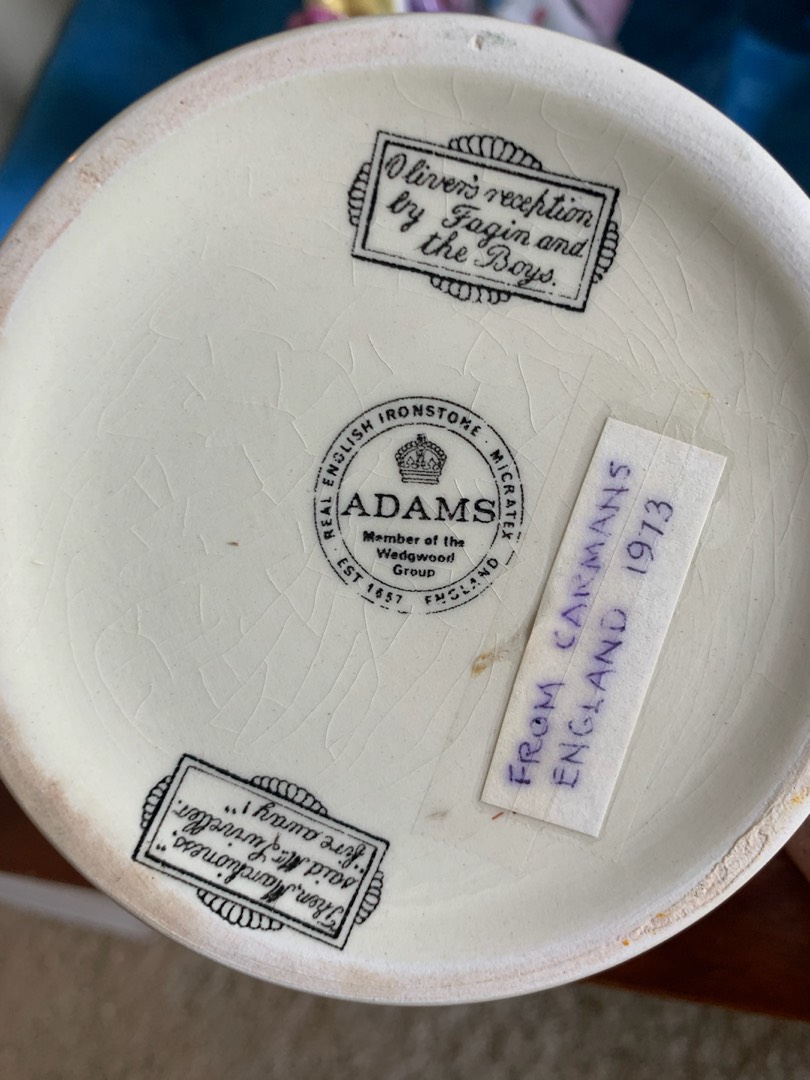 Oliver's reception
by Fagin and
the Boys.
REAL ENGLISH IRONSTONE · MICRATEX
ADAMS
Member of the
Wedgwood
Group
· EST 1657 ENGLAND ·
FROM CARMANS
ENGLAND 1973
"Then, Marchioness,"
"said Mr. Swiveller.
"fire away!"